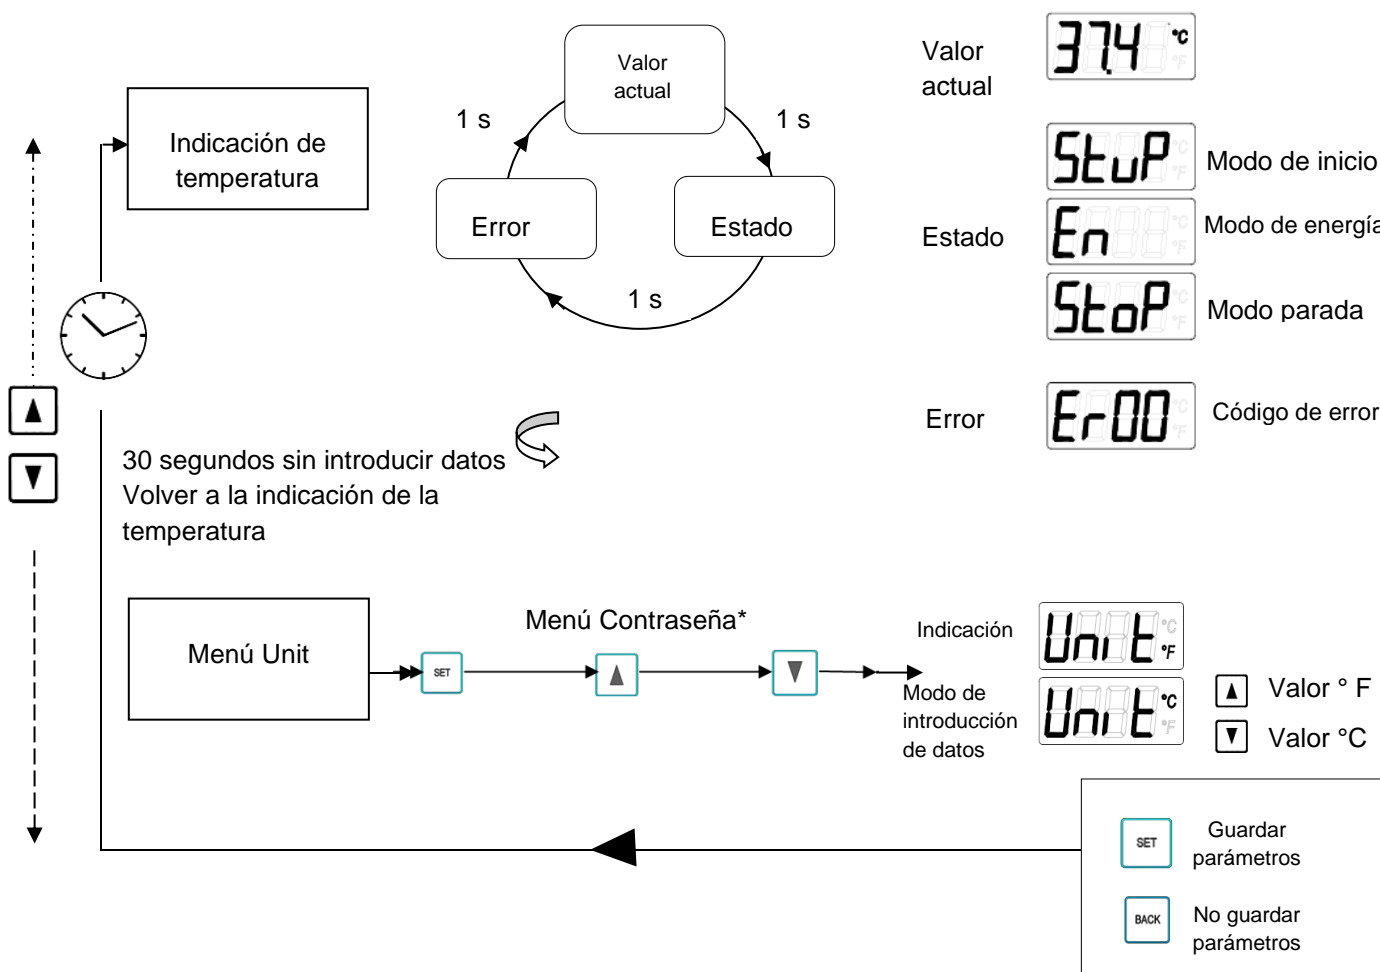 Valor
actual
37.4 °C
°F
Valor
actual
1 s
1 s
Indicación de
temperatura
StuP °C
°F
Modo de inicio
Error
Estado
Estado
En °C
°F
Modo de energía
1 s
StoP °C
°F
Modo parada
Error
Er00 °C
°F
Código de error
30 segundos sin introducir datos
Volver a la indicación de la
temperatura
Menú Unit
SET
Menú Contraseña*
Indicación
Unit °C
°F
Modo de
introducción
de datos
Unit °C
°F
Valor ° F
Valor °C
SET
Guardar
parámetros
BACK
No guardar
parámetros